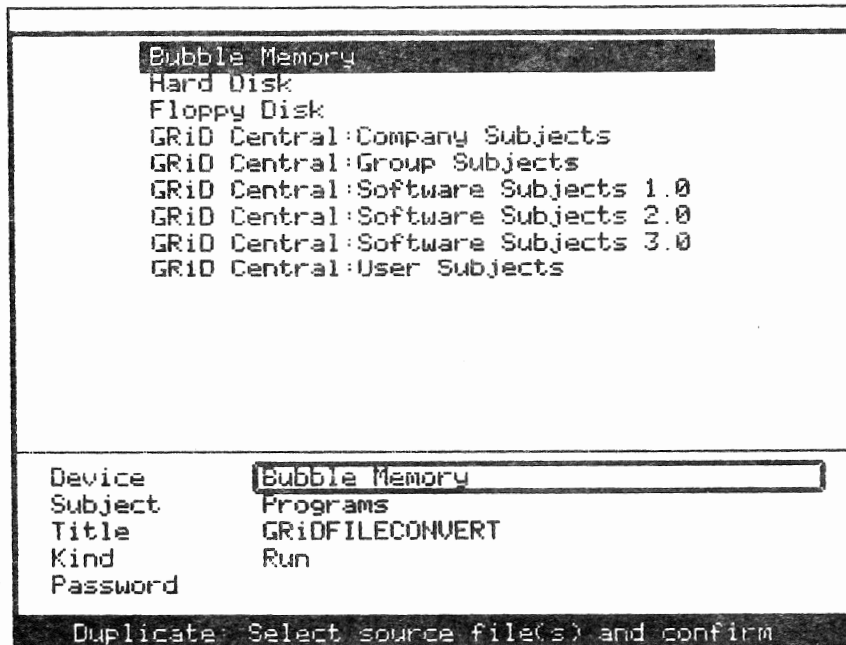 Bubble Memory
Hard Disk
Floppy Disk
GRiD Central:Company Subjects
GRiD Central:Group Subjects
GRiD Central:Software Subjects 1.0
GRiD Central:Software Subjects 2.0
GRiD Central:Software Subjects 3.0
GRiD Central:User Subjects
Device Bubble Memory
Subject Programs
Title GRiDFILECONVERT
Kind Run
Password
Duplicate: Select source file(s) and confirm